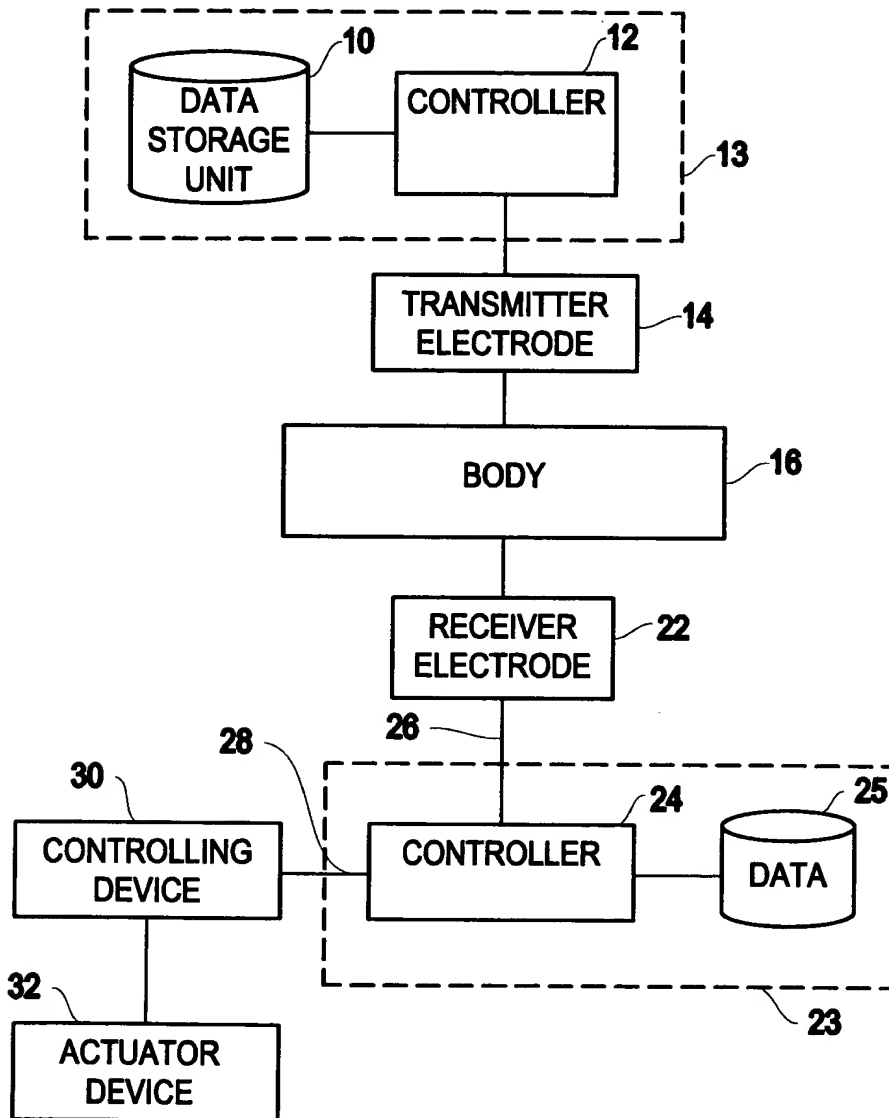 10
12
DATA
STORAGE
UNIT
CONTROLLER
13
TRANSMITTER
ELECTRODE
14
BODY
16
RECEIVER
ELECTRODE
22
26
28
30
24
25
CONTROLLING
DEVICE
CONTROLLER
DATA
32
23
ACTUATOR
DEVICE